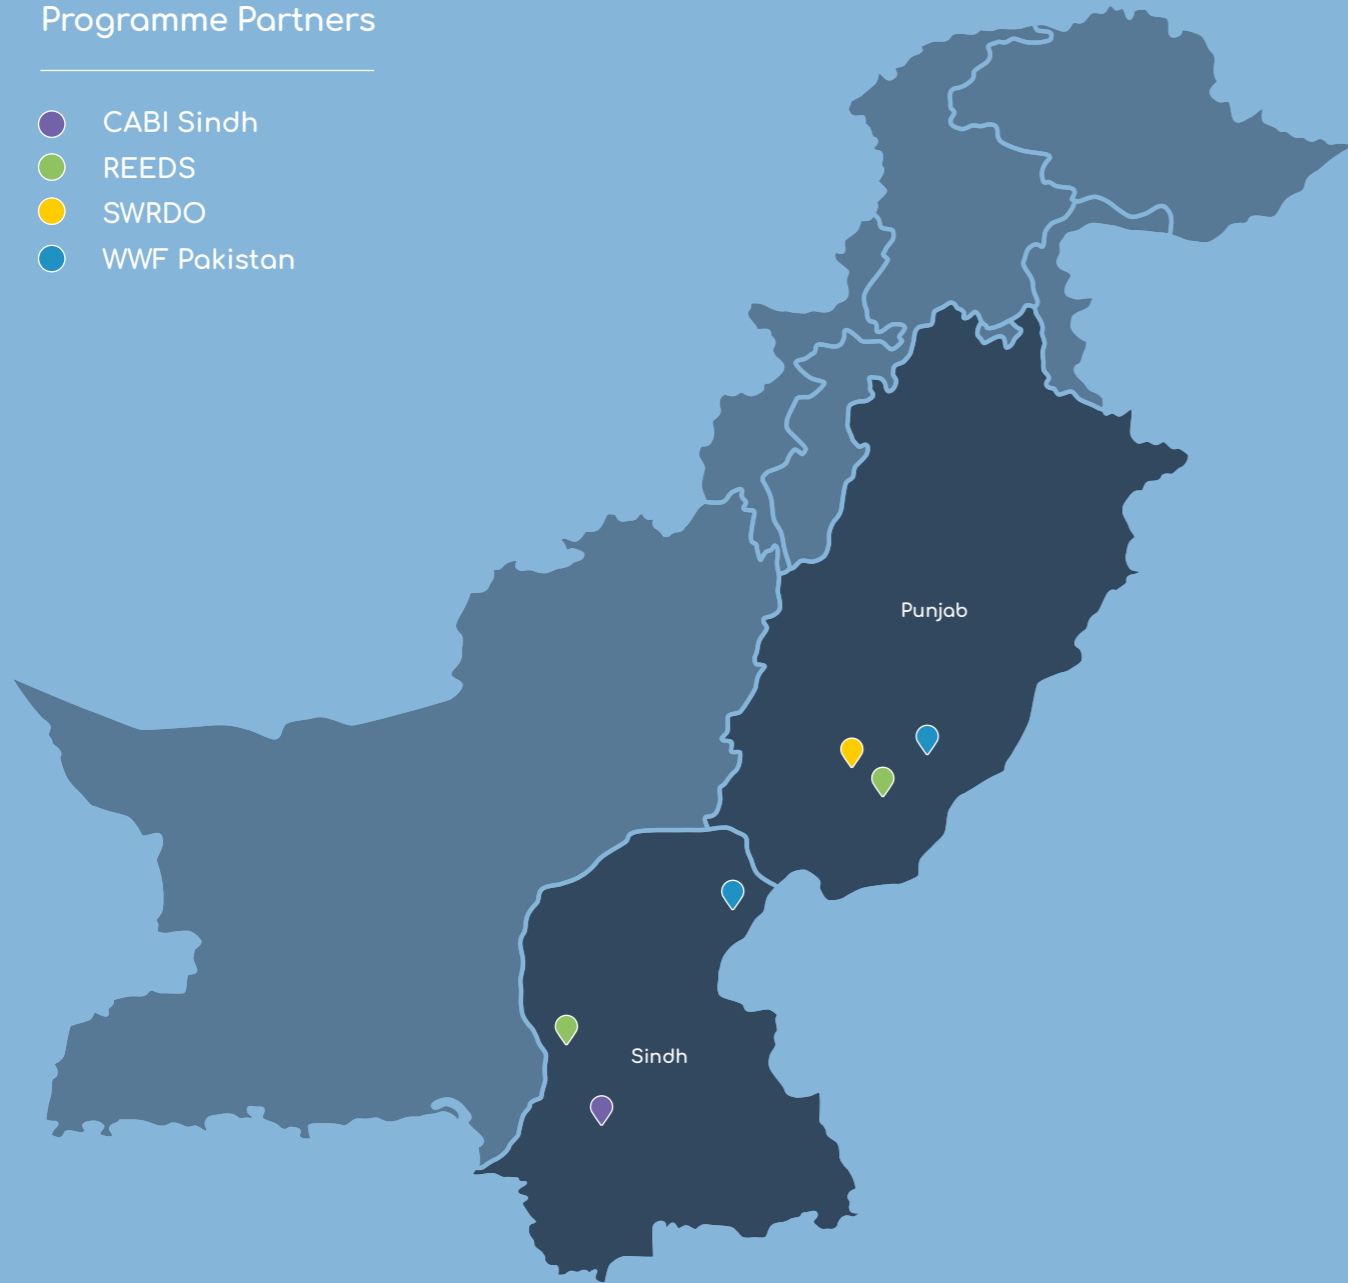 Programme Partners
CABI Sindh
REEDS
SWRDO
WWF Pakistan
Punjab
Sindh